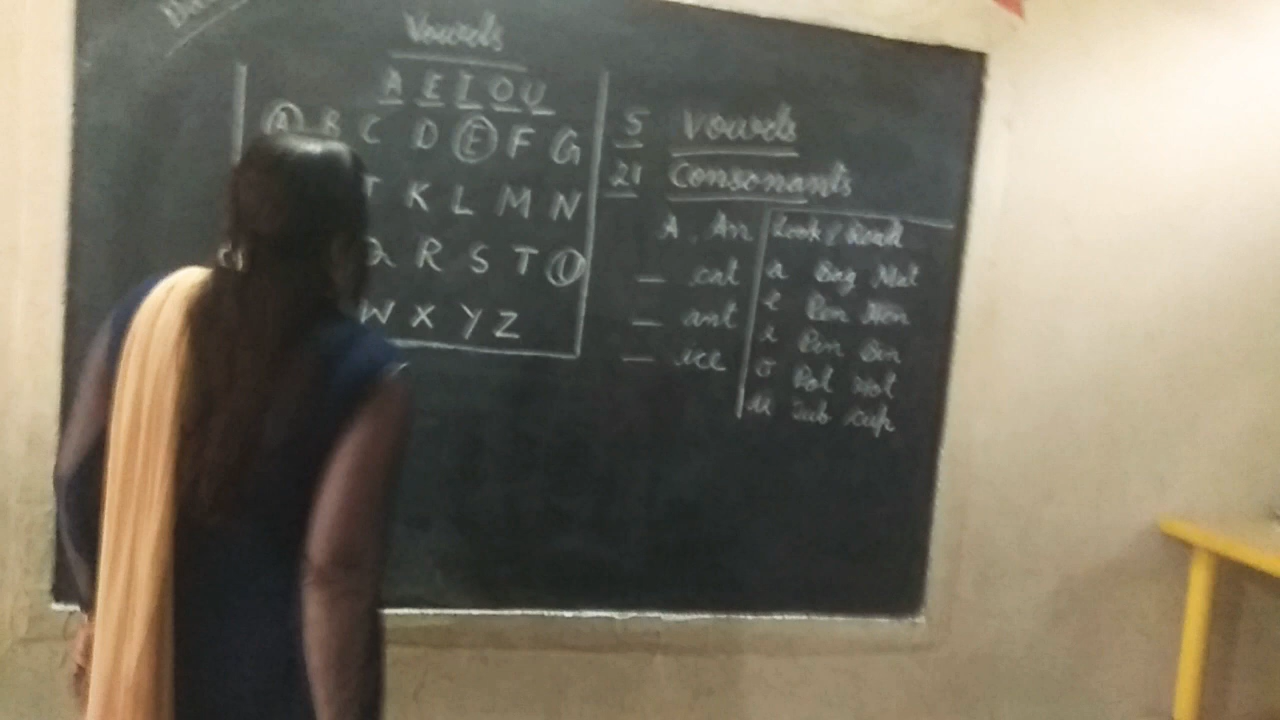 Vowels
A E I O U
A B C D E F G
K L M N
Q R S T U
W X Y Z
5 Vowels
21 Consonants
A, An
_ cat
_ ant
_ ice
Look & Read
a Bag Mat
e Pen Men
i Pin Bin
o Pot Hot
u Tub cup